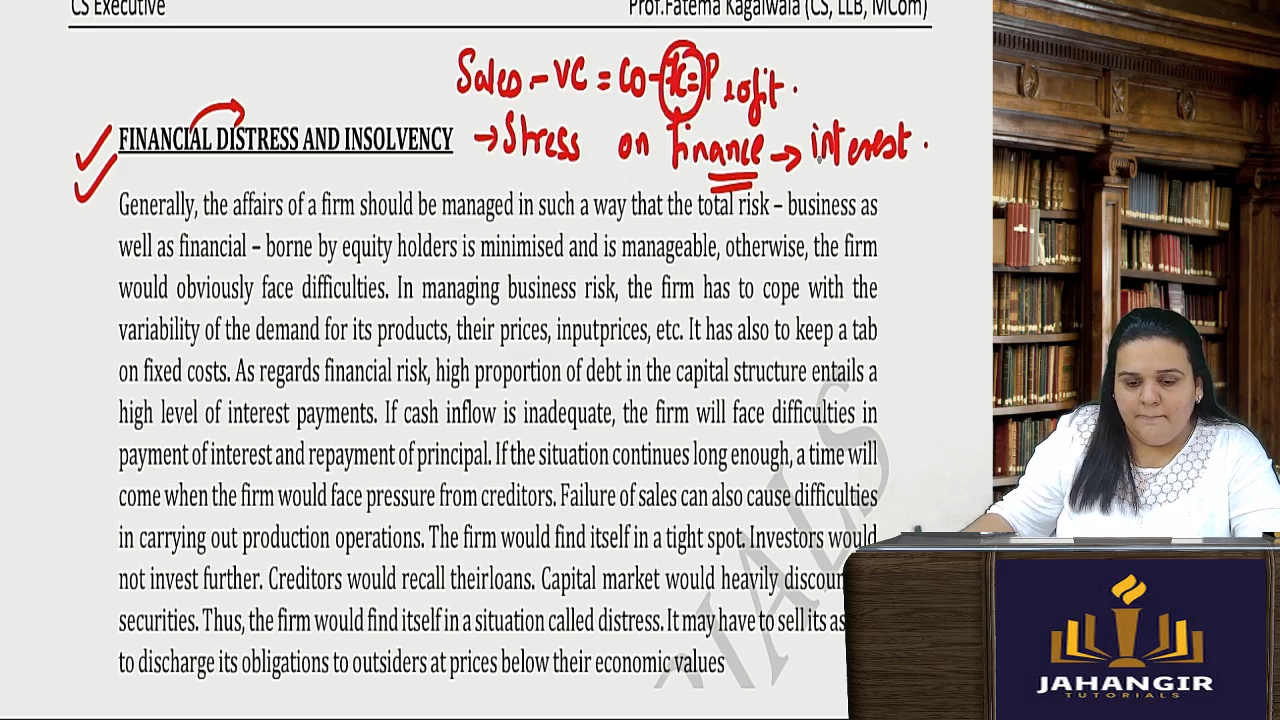 CS Executive Prof.Fatema Kagalwala (CS, LLB, MCom)
Sales - VC = CO - = Profit.
FINANCIAL DISTRESS AND INSOLVENCY → Stress on finance → interest.
Generally, the affairs of a firm should be managed in such a way that the total risk – business as
well as financial – borne by equity holders is minimised and is manageable, otherwise, the firm
would obviously face difficulties. In managing business risk, the firm has to cope with the
variability of the demand for its products, their prices, inputprices, etc. It has also to keep a tab
on fixed costs. As regards financial risk, high proportion of debt in the capital structure entails a
high level of interest payments. If cash inflow is inadequate, the firm will face difficulties in
payment of interest and repayment of principal. If the situation continues long enough, a time will
come when the firm would face pressure from creditors. Failure of sales can also cause difficulties
in carrying out production operations. The firm would find itself in a tight spot. Investors would
not invest further. Creditors would recall theirloans. Capital market would heavily discoun
securities. Thus, the firm would find itself in a situation called distress. It may have to sell its as
to discharge its obligations to outsiders at prices below their economic values
IALS
JAHANGIR
TUTORIALS